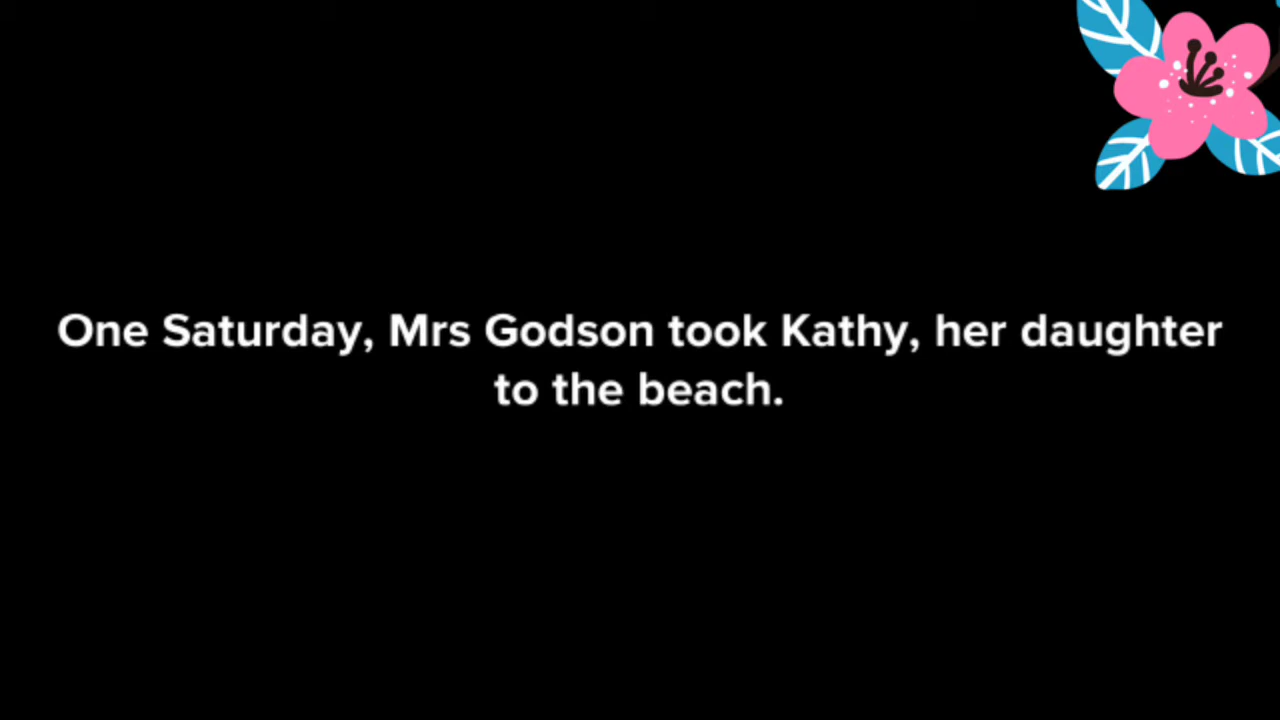 One Saturday, Mrs Godson took Kathy, her daughter
to the beach.